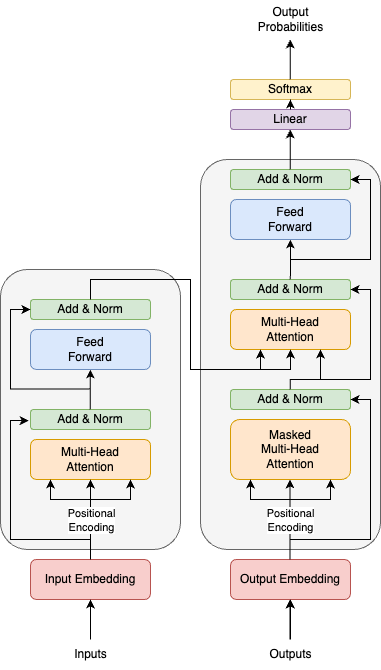 Output
Probabilities
Softmax
Linear
Add & Norm
Feed
Forward
Add & Norm
Multi-Head
Attention
Add & Norm
Masked
Multi-Head
Attention
Positional
Encoding
Output Embedding
Outputs
Add & Norm
Feed
Forward
Add & Norm
Multi-Head
Attention
Positional
Encoding
Input Embedding
Inputs